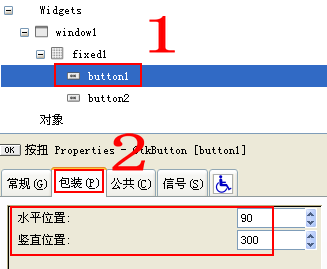 Widgets
window1
1
fixed1
button1
button2
对象
2
OK 按扭 Properties - GtkButton [button1]
常规(G) 包装(P) 公共(C) 信号(S)
水平位置: 90
竖直位置: 300